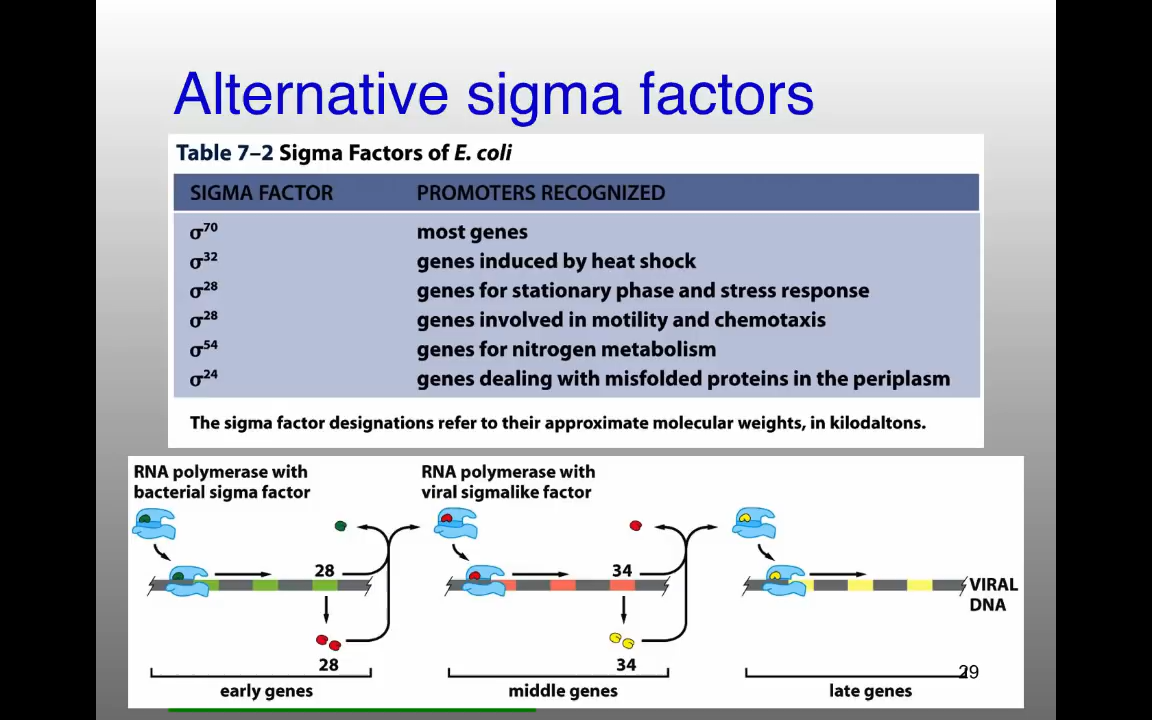 Alternative sigma factors
Table 7–2 Sigma Factors of E. coli
SIGMA FACTOR PROMOTERS RECOGNIZED
σ⁷⁰ most genes
σ³² genes induced by heat shock
σ²⁸ genes for stationary phase and stress response
σ²⁸ genes involved in motility and chemotaxis
σ⁵⁴ genes for nitrogen metabolism
σ²⁴ genes dealing with misfolded proteins in the periplasm
The sigma factor designations refer to their approximate molecular weights, in kilodaltons.
RNA polymerase with
bacterial sigma factor
RNA polymerase with
viral sigmalike factor
28
34
VIRAL
DNA
28
34
29
early genes
middle genes
late genes